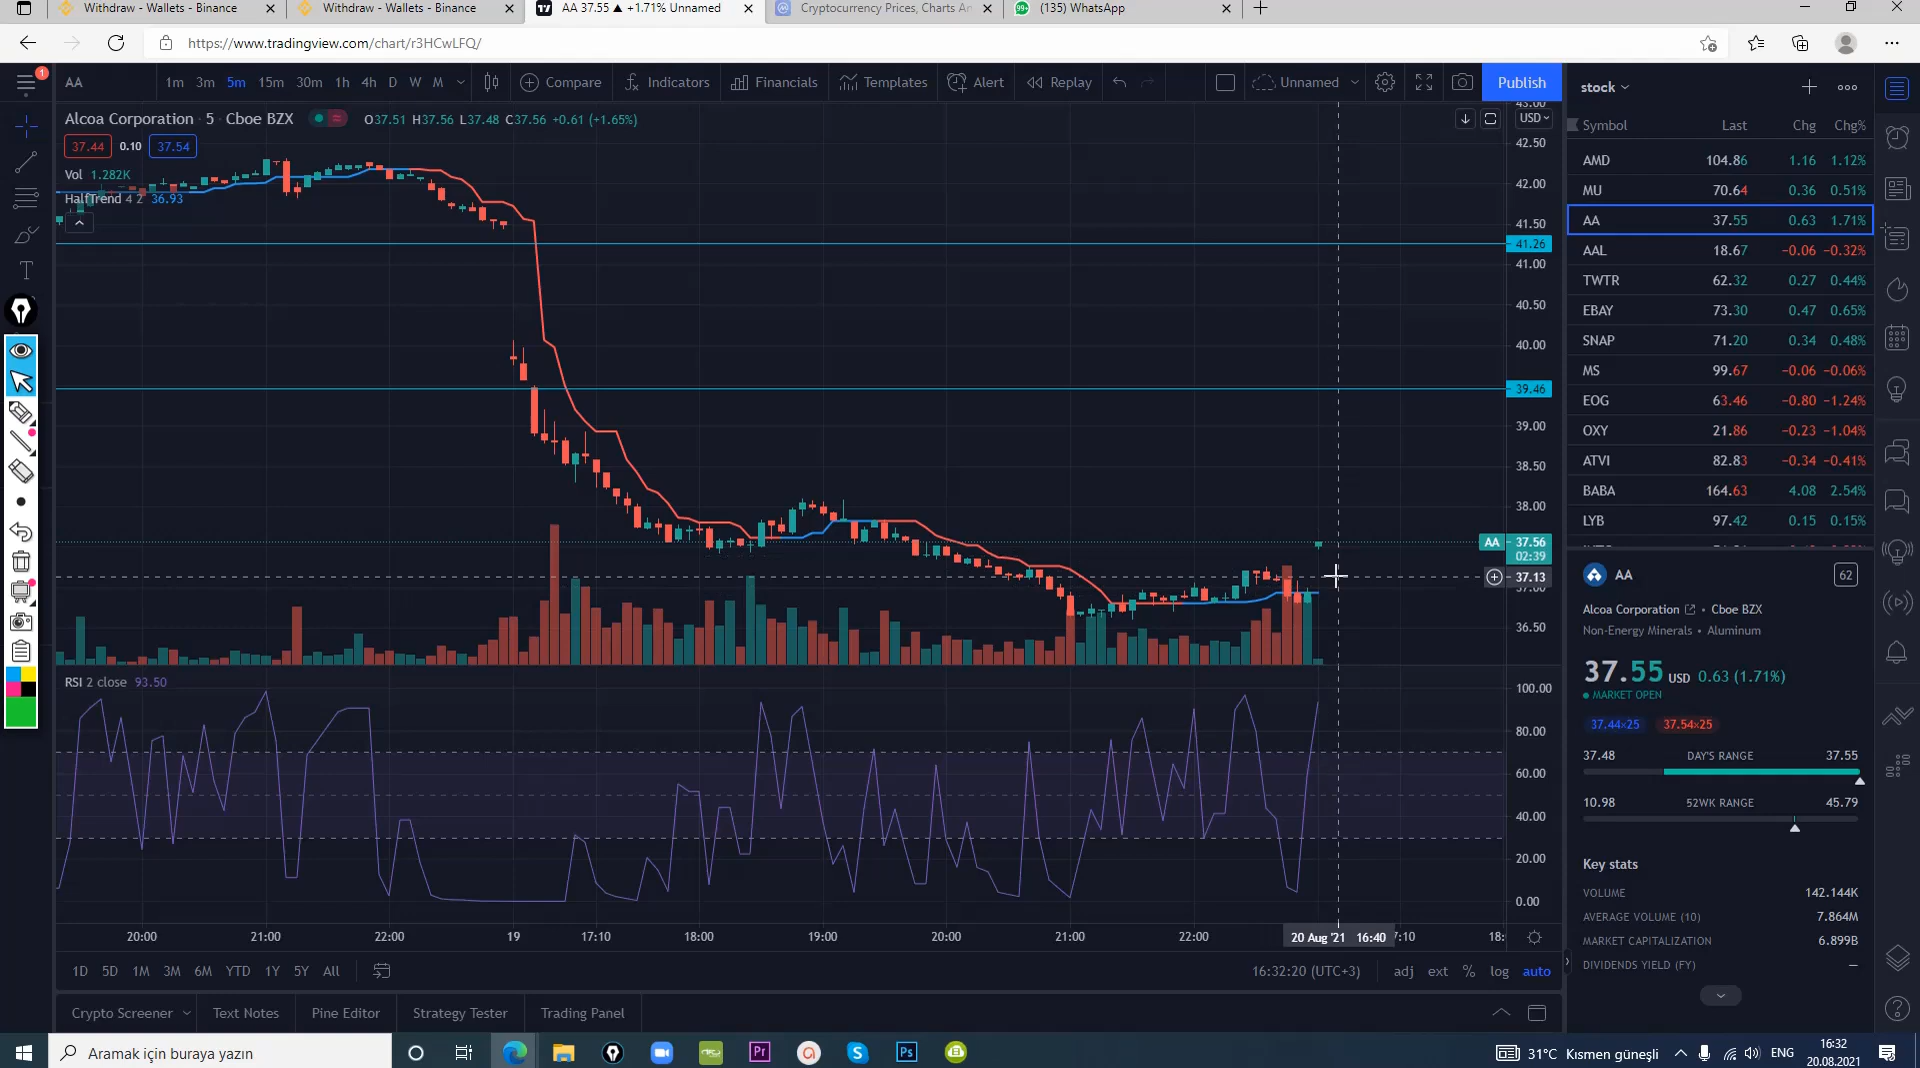 Withdraw - Wallets - Binance
Withdraw - Wallets - Binance
AA 37.55 ▲ +1.71% Unnamed
Cryptocurrency Prices, Charts An
(135) WhatsApp
https://www.tradingview.com/chart/r3HCwLFQ/
1
AA 1m 3m 5m 15m 30m 1h 4h D W M Compare Indicators Financials Templates Alert Replay Unnamed Publish
Alcoa Corporation · 5 · Cboe BZX O37.51 H37.56 L37.48 C37.56 +0.61 (+1.65%)
37.44 0.10 37.54
Vol 1.282K
HalfTrend 4 2 36.93
USD
43.00
42.50
42.00
41.50
41.26
41.00
40.50
40.00
39.46
39.00
38.50
38.00
AA 37.56
02:39
37.13
37.00
36.50
RSI 2 close 93.50
100.00
80.00
60.00
40.00
20.00
0.00
20:00 21:00 22:00 19 17:10 18:00 19:00 20:00 21:00 22:00 20 Aug '21 16:40 7:10 18:
1D 5D 1M 3M 6M YTD 1Y 5Y All 16:32:20 (UTC+3) adj ext % log auto
Crypto Screener Text Notes Pine Editor Strategy Tester Trading Panel
stock
Symbol Last Chg Chg%
AMD 104.86 1.16 1.12%
MU 70.64 0.36 0.51%
AA 37.55 0.63 1.71%
AAL 18.67 −0.06 −0.32%
TWTR 62.32 0.27 0.44%
EBAY 73.30 0.47 0.65%
SNAP 71.20 0.34 0.48%
MS 99.67 −0.06 −0.06%
EOG 63.46 −0.80 −1.24%
OXY 21.86 −0.23 −1.04%
ATVI 82.83 −0.34 −0.41%
BABA 164.63 4.08 2.54%
LYB 97.42 0.15 0.15%
AA 62
Alcoa Corporation • Cboe BZX
Non-Energy Minerals • Aluminum
37.55 USD 0.63 (1.71%)
MARKET OPEN
37.44×25 37.54×25
37.48 DAY'S RANGE 37.55
10.98 52WK RANGE 45.79
Key stats
VOLUME 142.144K
AVERAGE VOLUME (10) 7.864M
MARKET CAPITALIZATION 6.899B
DIVIDENDS YIELD (FY) —
Aramak için buraya yazın
Pr
Ps
31°C Kısmen güneşli
ENG
16:32
20.08.2021